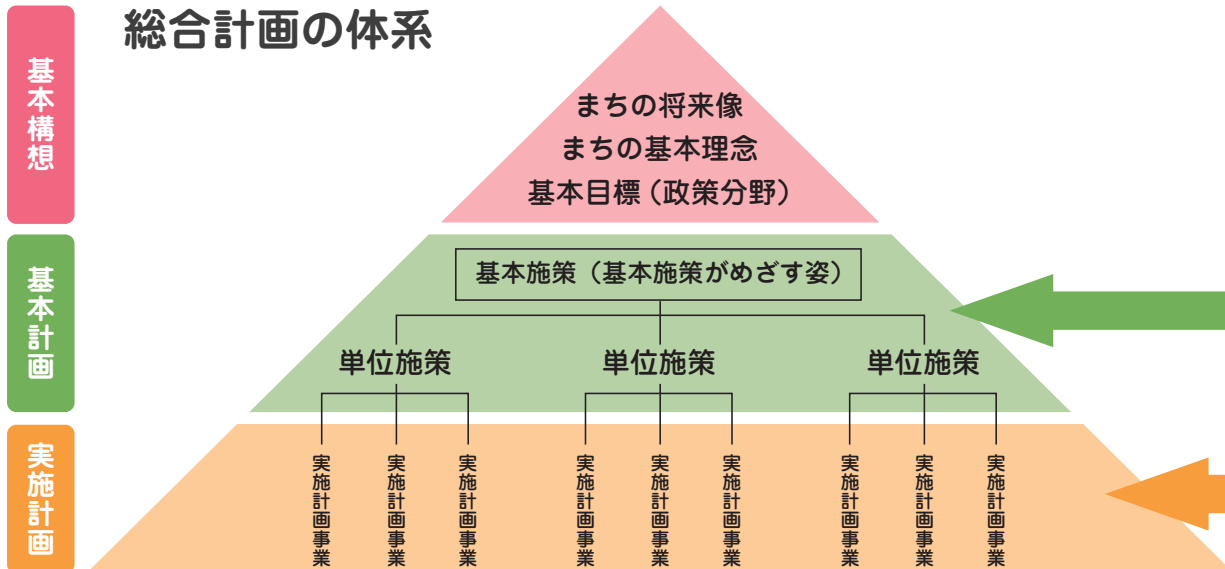 総合計画の体系
基本構想
まちの将来像
まちの基本理念
基本目標（政策分野）
基本計画
基本施策（基本施策がめざす姿）
単位施策
単位施策
単位施策
実施計画
実施計画事業
実施計画事業
実施計画事業
実施計画事業
実施計画事業
実施計画事業
実施計画事業
実施計画事業
実施計画事業